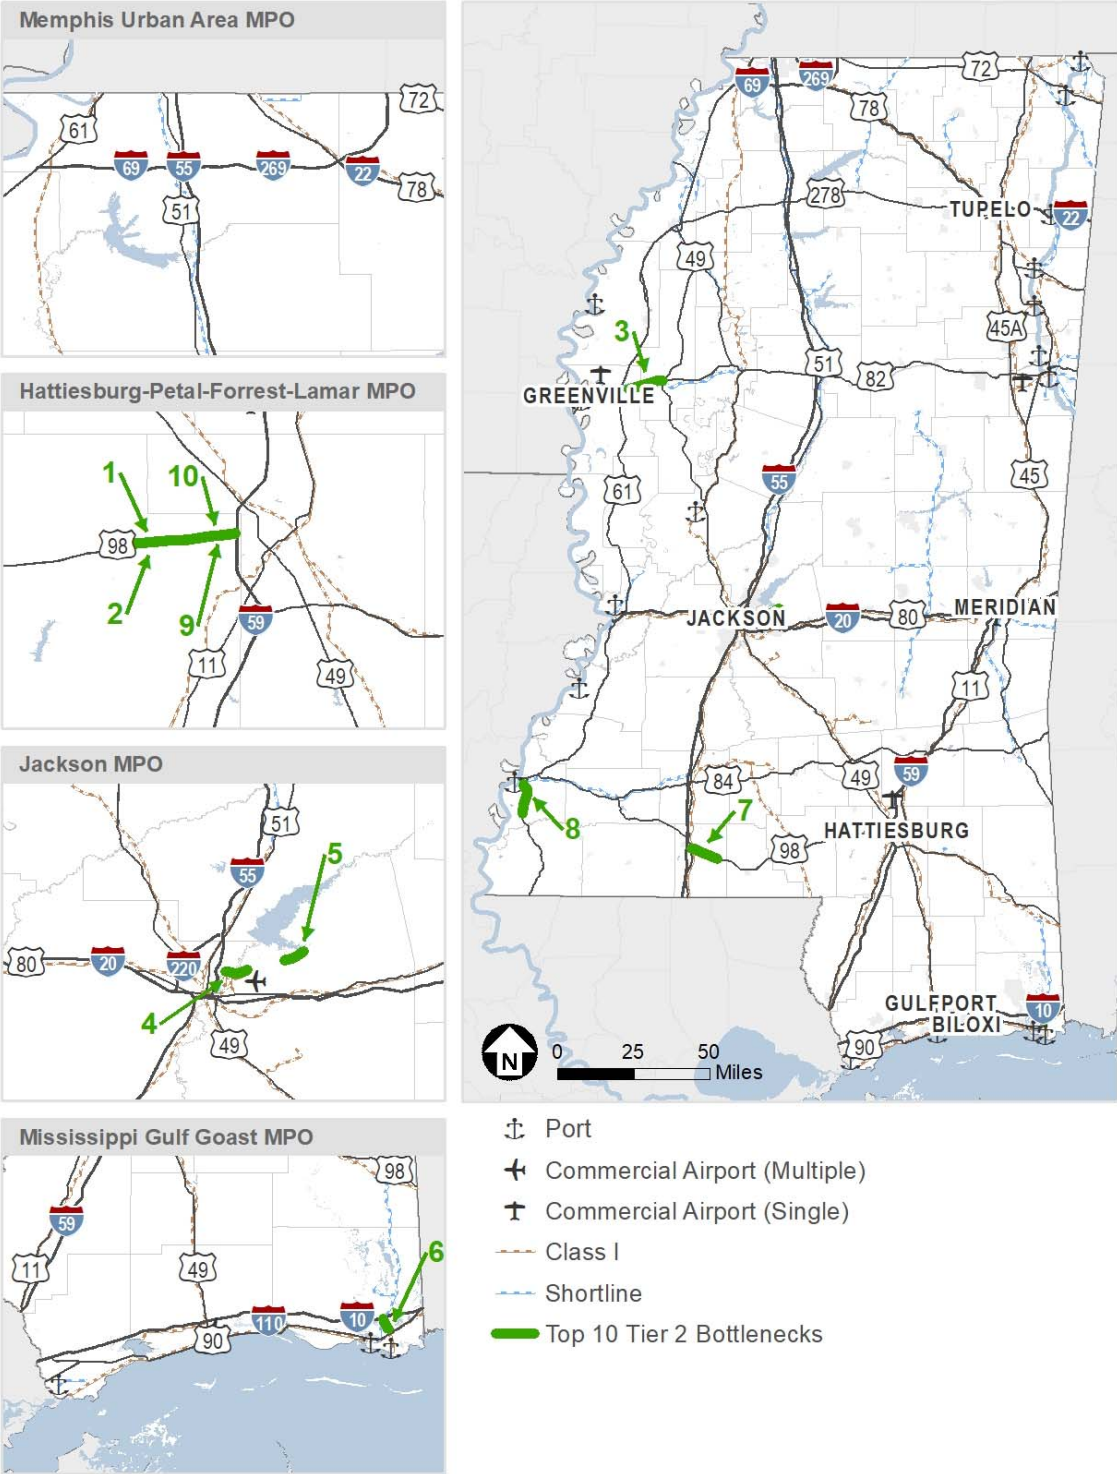 Memphis Urban Area MPO
72
61
69
55
269
22
78
51
Hattiesburg-Petal-Forrest-Lamar MPO
1
10
98
2
9
59
11
49
Jackson MPO
51
5
55
80
20
220
4
49
Mississippi Gulf Goast MPO
98
59
6
11
49
110
10
90
69
269
72
78
278
TUPELO
22
49
3
45A
51
82
GREENVILLE
55
45
61
JACKSON
20
80
MERIDIAN
11
84
49
59
7
8
HATTIESBURG
98
GULFPORT
10
BILOXI
90
N
0 25 50
Miles
Port
Commercial Airport (Multiple)
Commercial Airport (Single)
Class I
Shortline
Top 10 Tier 2 Bottlenecks